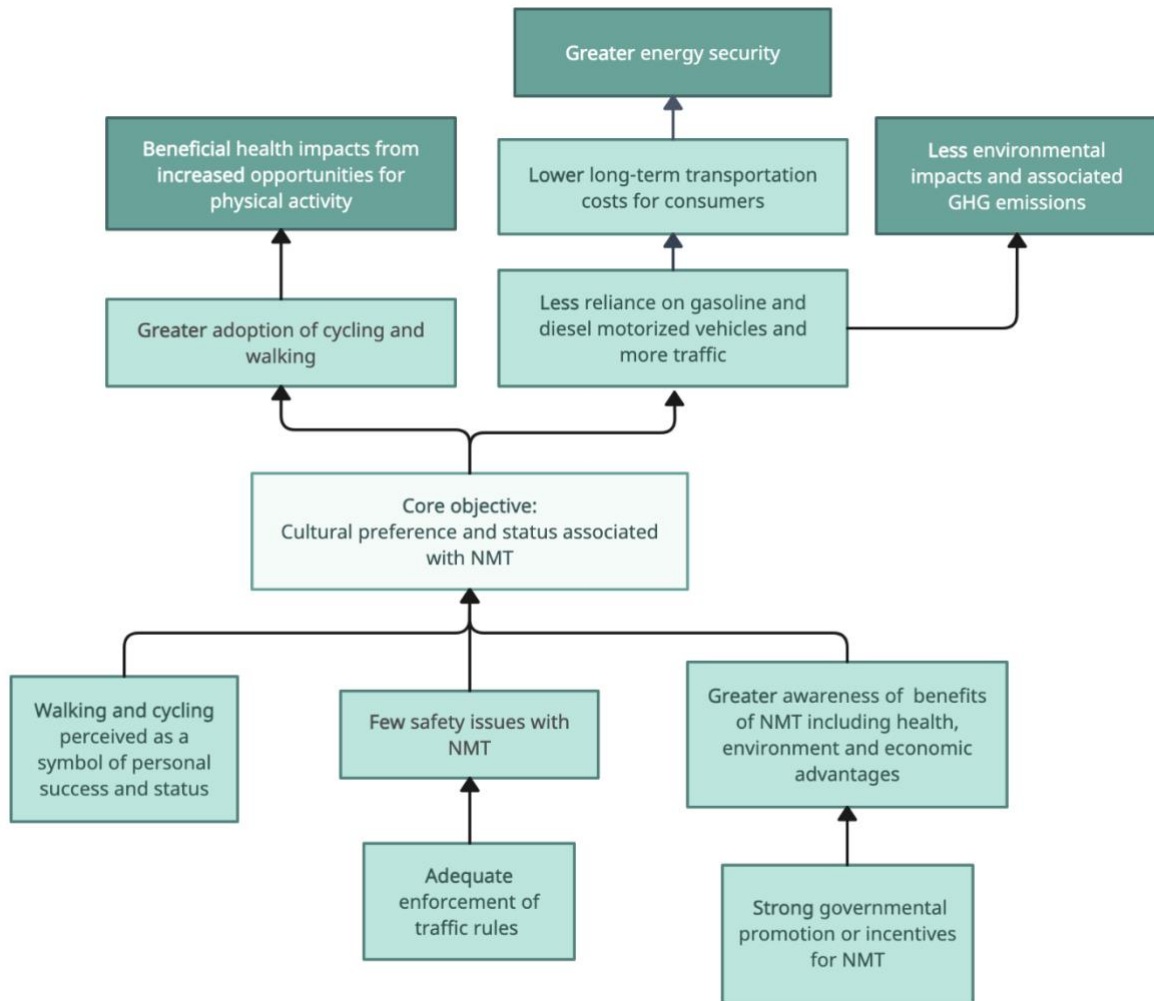 Greater energy security
Beneficial health impacts from
increased opportunities for
physical activity
Lower long-term transportation
costs for consumers
Less environmental
impacts and associated
GHG emissions
Greater adoption of cycling and
walking
Less reliance on gasoline and
diesel motorized vehicles and
more traffic
Core objective:
Cultural preference and status associated
with NMT
Walking and cycling
perceived as a
symbol of personal
success and status
Few safety issues with
NMT
Greater awareness of  benefits
of NMT including health,
environment and economic
advantages
Adequate
enforcement of
traffic rules
Strong governmental
promotion or incentives
for NMT